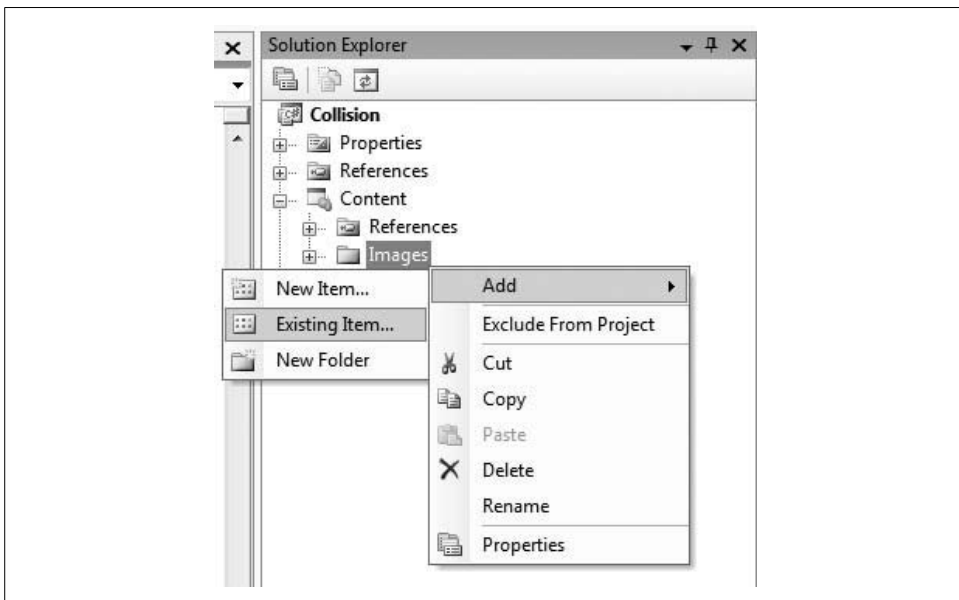 Solution Explorer
Collision
Properties
References
Content
References
Images
New Item...
Existing Item...
New Folder
Add
Exclude From Project
Cut
Copy
Paste
Delete
Rename
Properties